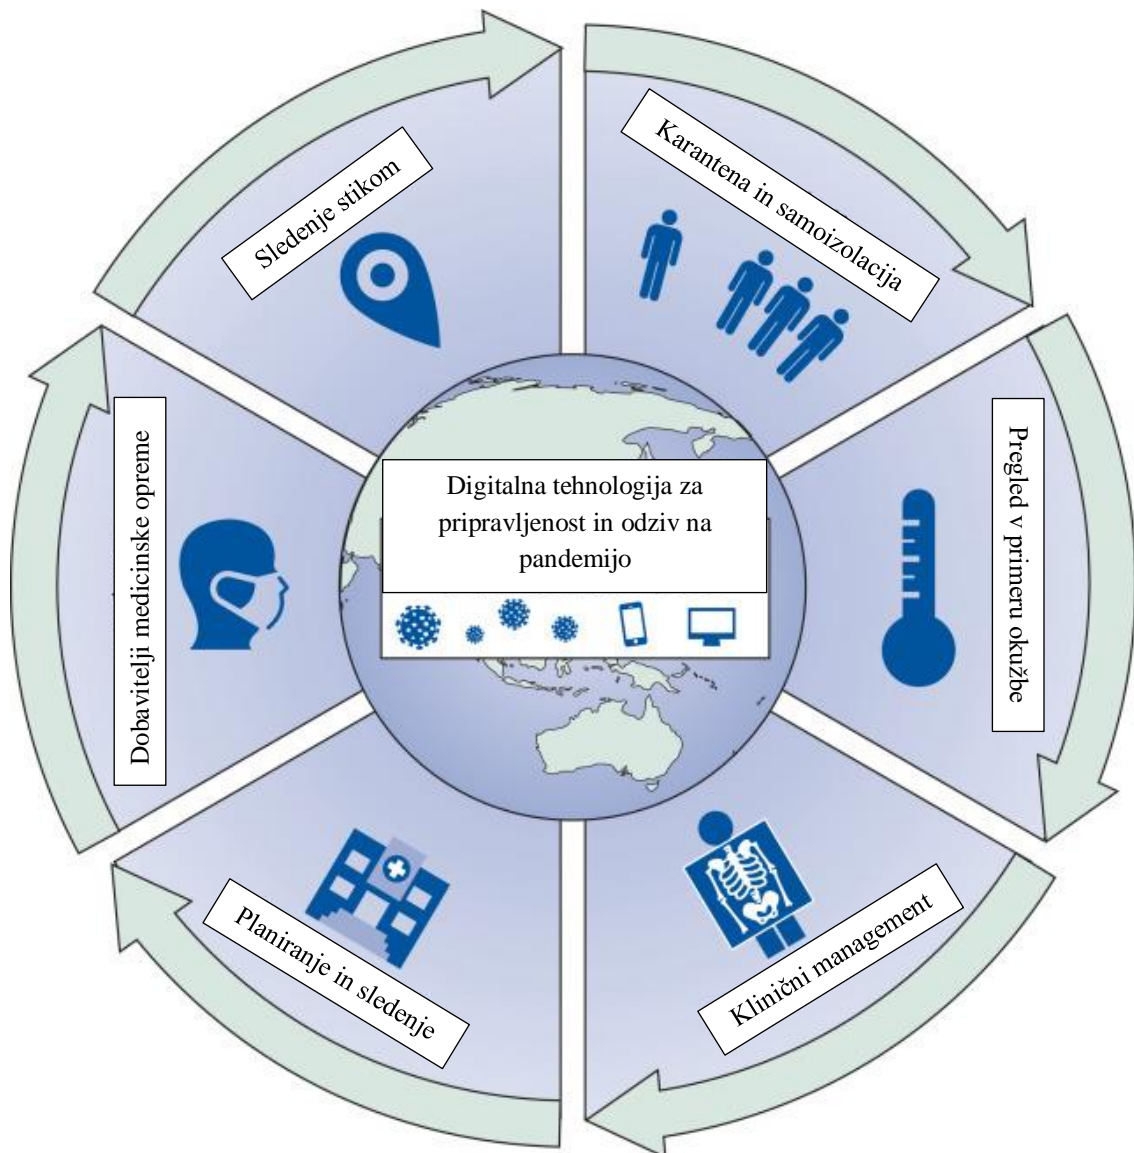 Sledenje stikom
Karantena in samoizolacija
Pregled v primeru okužbe
Klinični management
Planiranje in sledenje
Dobavitelji medicinske opreme
Digitalna tehnologija za
pripravljenost in odziv na
pandemijo